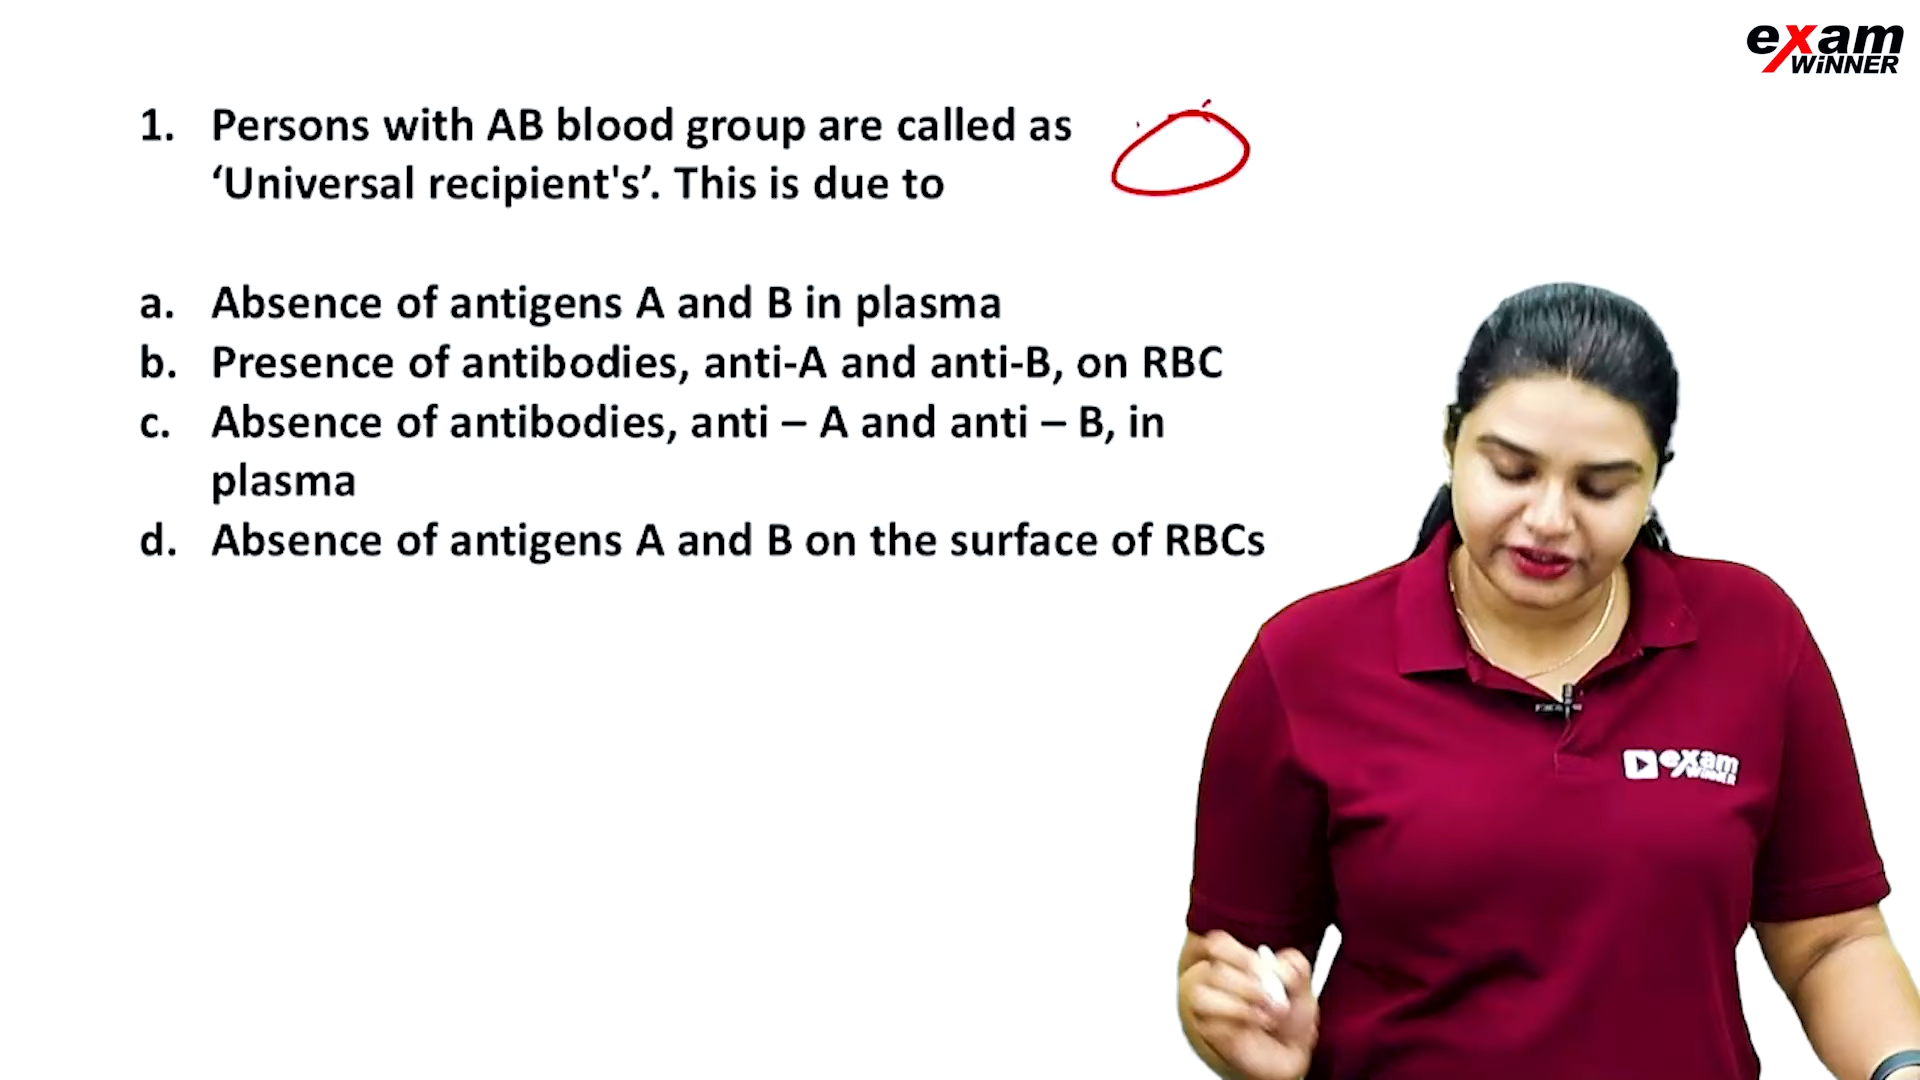 exam
WiNNER
1. Persons with AB blood group are called as
‘Universal recipient's’. This is due to
a. Absence of antigens A and B in plasma
b. Presence of antibodies, anti-A and anti-B, on RBC
c. Absence of antibodies, anti – A and anti – B, in
plasma
d. Absence of antigens A and B on the surface of RBCs
exam
WiNNER